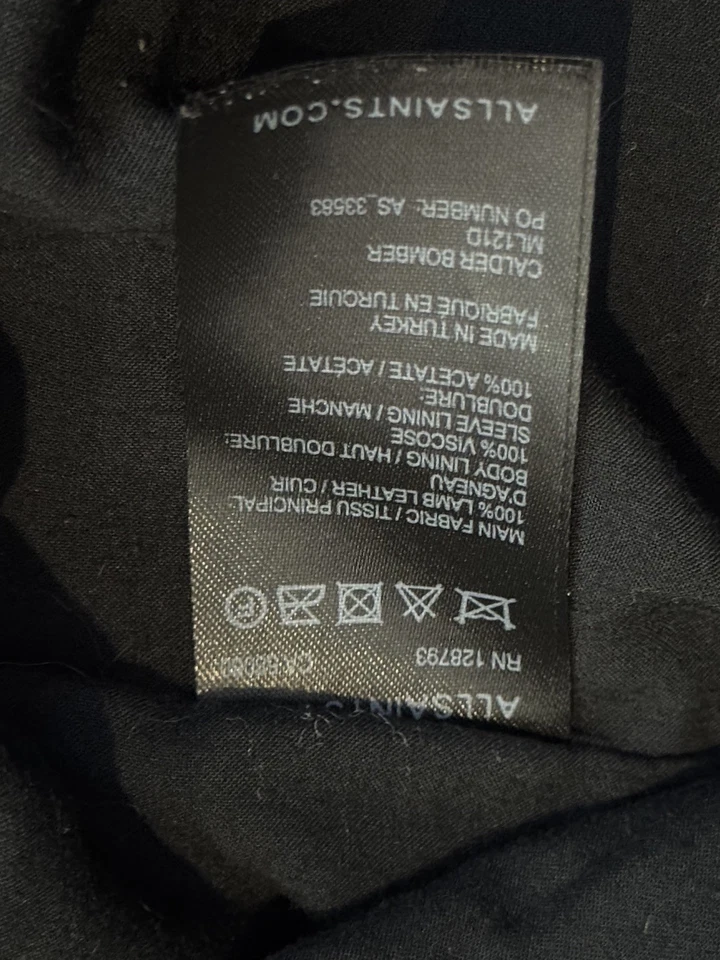 ALLSAINTS
RN 128793
MAIN FABRIC / TISSU PRINCIPAL:
100% LAMB LEATHER / CUIR
D'AGNEAU
BODY LINING / HAUT DOUBLURE:
100% VISCOSE
SLEEVE LINING / MANCHE
DOUBLURE:
100% ACETATE / ACÉTATE
MADE IN TURKEY
FABRIQUÉ EN TURQUIE
CALDER BOMBER
ML121D
PO NUMBER: AS_33583
ALLSAINTS.COM